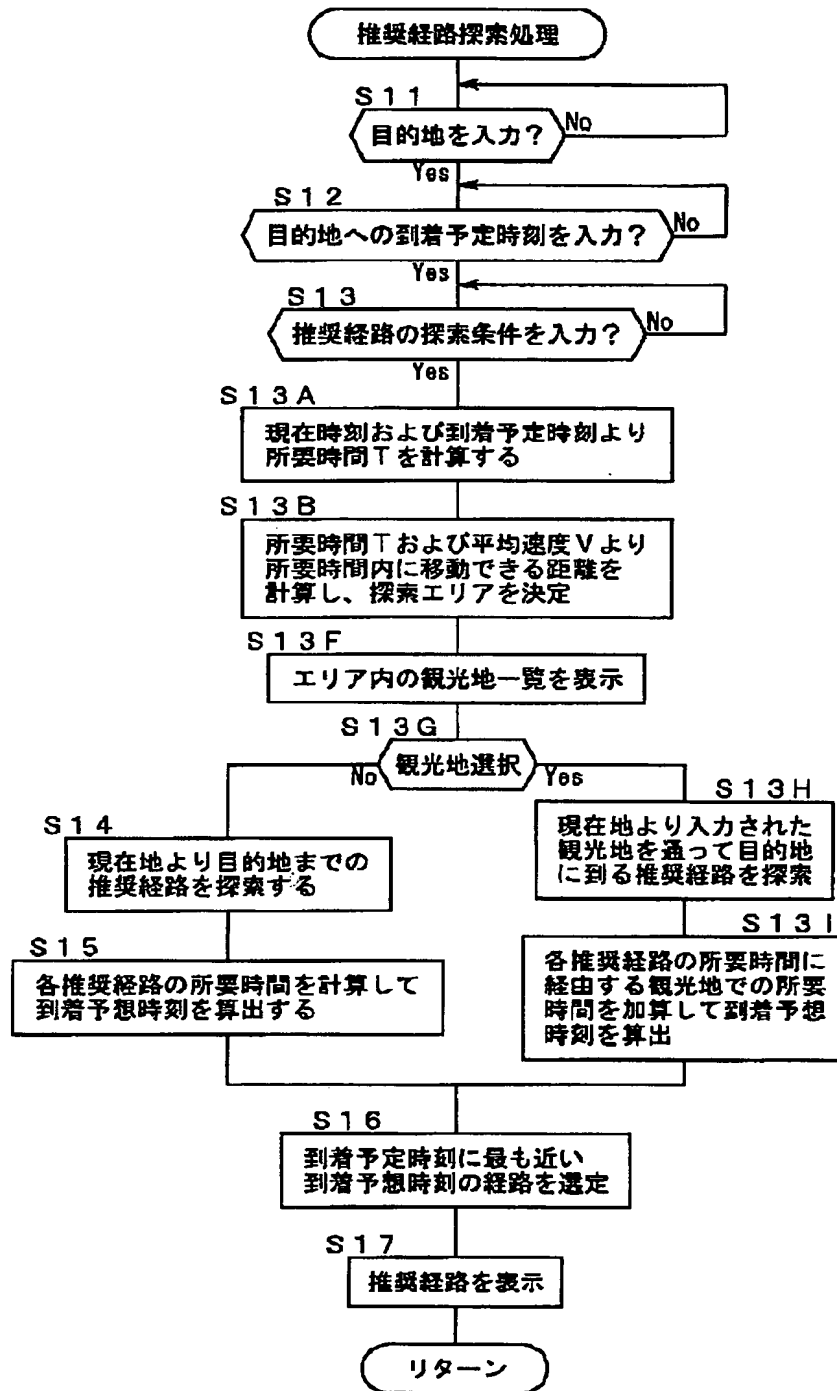 推奨経路探索処理
S11
目的地を入力?
No
Yes
S12
目的地への到着予定時刻を入力?
No
Yes
S13
推奨経路の探索条件を入力?
No
Yes
S13A
現在時刻および到着予定時刻より
所要時間Tを計算する
S13B
所要時間Tおよび平均速度Vより
所要時間内に移動できる距離を
計算し、探索エリアを決定
S13F
エリア内の観光地一覧を表示
S13G
観光地選択
No
Yes
S14
現在地より目的地までの
推奨経路を探索する
S15
各推奨経路の所要時間を計算して
到着予想時刻を算出する
S13H
現在地より入力された
観光地を通って目的地
に到る推奨経路を探索
S13I
各推奨経路の所要時間に
経由する観光地での所要
時間を加算して到着予想
時刻を算出
S16
到着予定時刻に最も近い
到着予想時刻の経路を選定
S17
推奨経路を表示
リターン